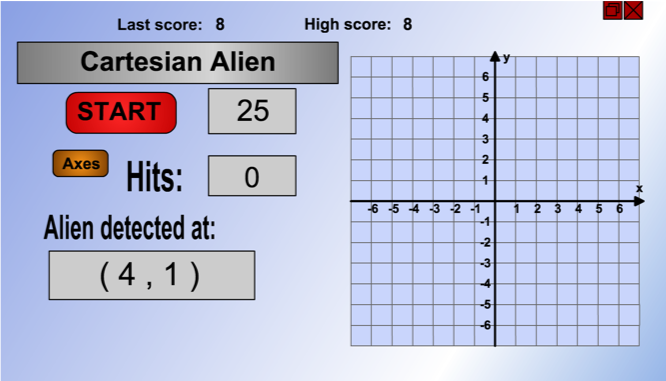 Last score: 8 High score: 8
Cartesian Alien
START 25
Axes Hits: 0
Alien detected at:
( 4 , 1 )
y
6
5
4
3
2
1
x
-6 -5 -4 -3 -2 -1 1 2 3 4 5 6
-1
-2
-3
-4
-5
-6